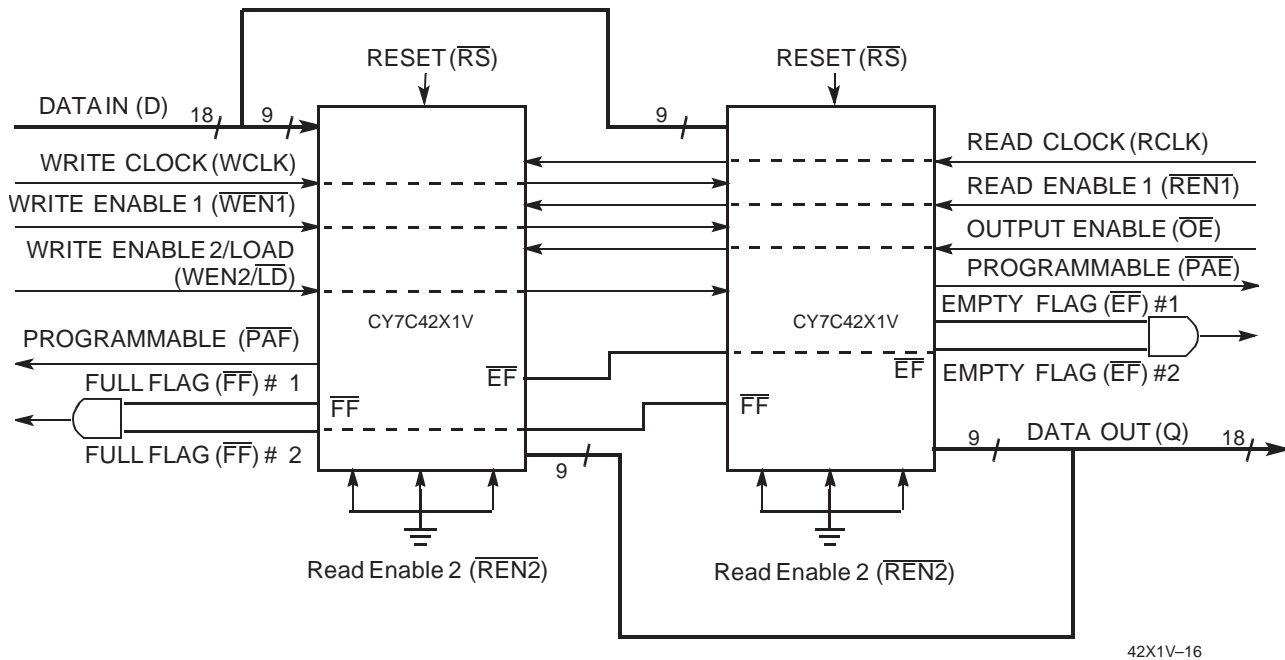 RESET (RS)
RESET (RS)
DATA IN (D)
18
9
9
READ CLOCK (RCLK)
WRITE CLOCK (WCLK)
READ ENABLE 1 (REN1)
WRITE ENABLE 1 (WEN1)
OUTPUT ENABLE (OE)
WRITE ENABLE 2/LOAD
(WEN2/LD)
PROGRAMMABLE (PAE)
EMPTY FLAG (EF) #1
CY7C42X1V
CY7C42X1V
PROGRAMMABLE (PAF)
EF
EF
EMPTY FLAG (EF) #2
FULL FLAG (FF) # 1
FF
FF
FULL FLAG (FF) # 2
9
9
DATA OUT (Q)
18
Read Enable 2 (REN2)
Read Enable 2 (REN2)
42X1V–16